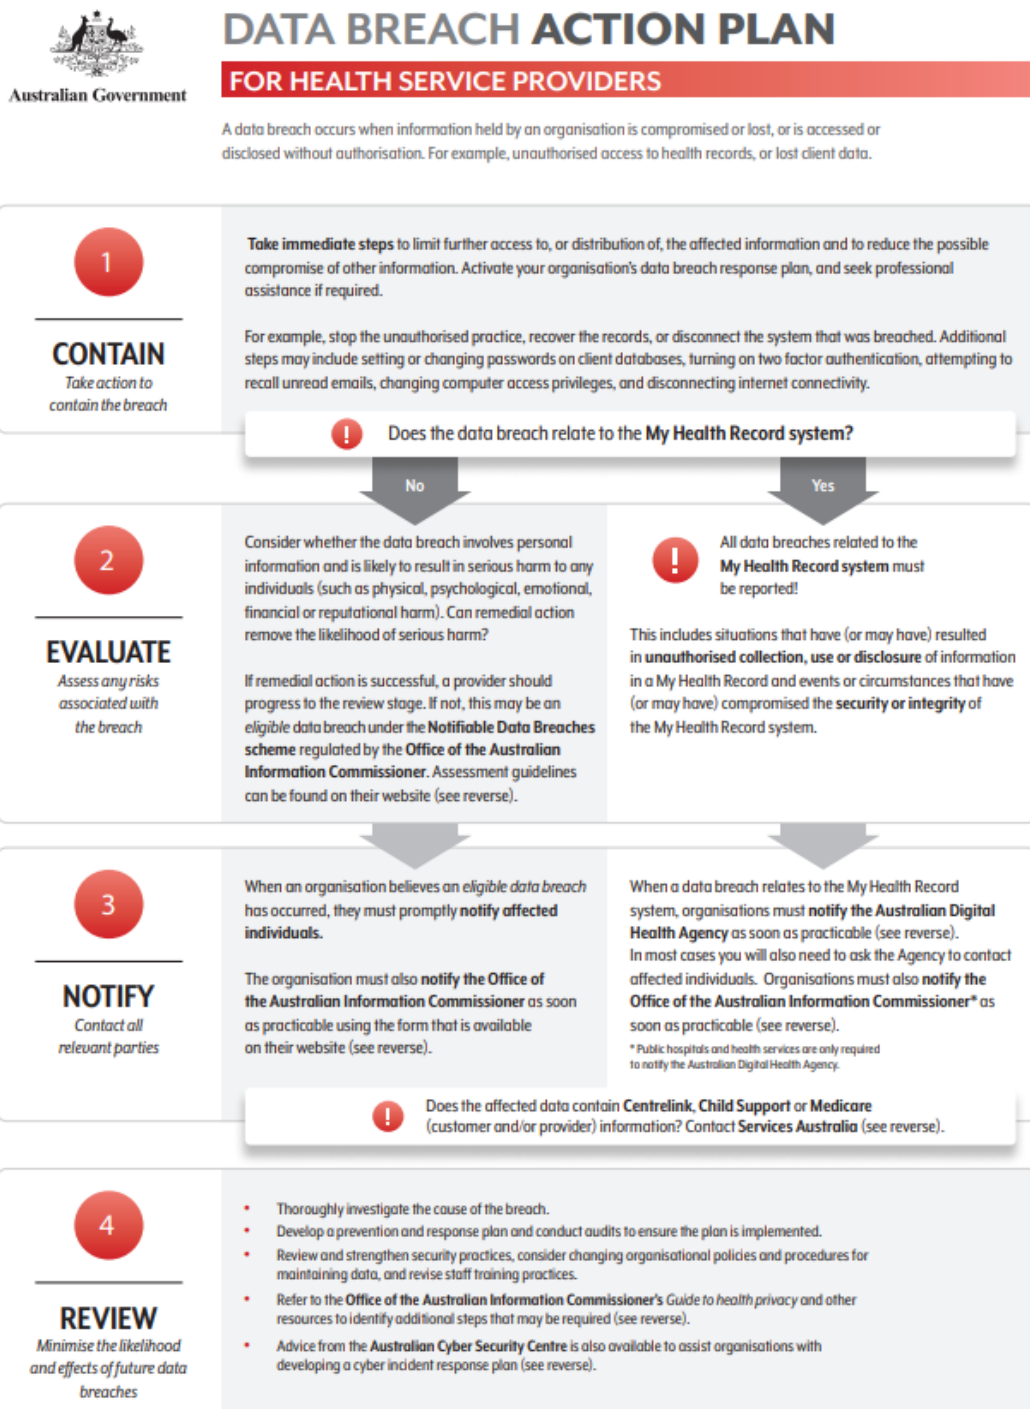 DATA BREACH ACTION PLAN
Australian Government
FOR HEALTH SERVICE PROVIDERS
A data breach occurs when information held by an organisation is compromised or lost, or is accessed or
disclosed without authorisation. For example, unauthorised access to health records, or lost client data.
1
CONTAIN
Take action to
contain the breach
Take immediate steps to limit further access to, or distribution of, the affected information and to reduce the possible
compromise of other information. Activate your organisation's data breach response plan, and seek professional
assistance if required.
For example, stop the unauthorised practice, recover the records, or disconnect the system that was breached. Additional
steps may include setting or changing passwords on client databases, turning on two factor authentication, attempting to
recall unread emails, changing computer access privileges, and disconnecting internet connectivity.
! Does the data breach relate to the My Health Record system?
No
Yes
2
EVALUATE
Assess any risks
associated with
the breach
Consider whether the data breach involves personal
information and is likely to result in serious harm to any
individuals (such as physical, psychological, emotional,
financial or reputational harm). Can remedial action
remove the likelihood of serious harm?
If remedial action is successful, a provider should
progress to the review stage. If not, this may be an
eligible data breach under the Notifiable Data Breaches
scheme regulated by the Office of the Australian
Information Commissioner. Assessment guidelines
can be found on their website (see reverse).
! All data breaches related to the
My Health Record system must
be reported!
This includes situations that have (or may have) resulted
in unauthorised collection, use or disclosure of information
in a My Health Record and events or circumstances that have
(or may have) compromised the security or integrity of
the My Health Record system.
3
NOTIFY
Contact all
relevant parties
When an organisation believes an eligible data breach
has occurred, they must promptly notify affected
individuals.
The organisation must also notify the Office of
the Australian Information Commissioner as soon
as practicable using the form that is available
on their website (see reverse).
When a data breach relates to the My Health Record
system, organisations must notify the Australian Digital
Health Agency as soon as practicable (see reverse).
In most cases you will also need to ask the Agency to contact
affected individuals. Organisations must also notify the
Office of the Australian Information Commissioner* as
soon as practicable (see reverse).
* Public hospitals and health services are only required
to notify the Australian Digital Health Agency.
! Does the affected data contain Centrelink, Child Support or Medicare
(customer and/or provider) information? Contact Services Australia (see reverse).
4
REVIEW
Minimise the likelihood
and effects of future data
breaches
• Thoroughly investigate the cause of the breach.
• Develop a prevention and response plan and conduct audits to ensure the plan is implemented.
• Review and strengthen security practices, consider changing organisational policies and procedures for
maintaining data, and revise staff training practices.
• Refer to the Office of the Australian Information Commissioner's Guide to health privacy and other
resources to identify additional steps that may be required (see reverse).
• Advice from the Australian Cyber Security Centre is also available to assist organisations with
developing a cyber incident response plan (see reverse).